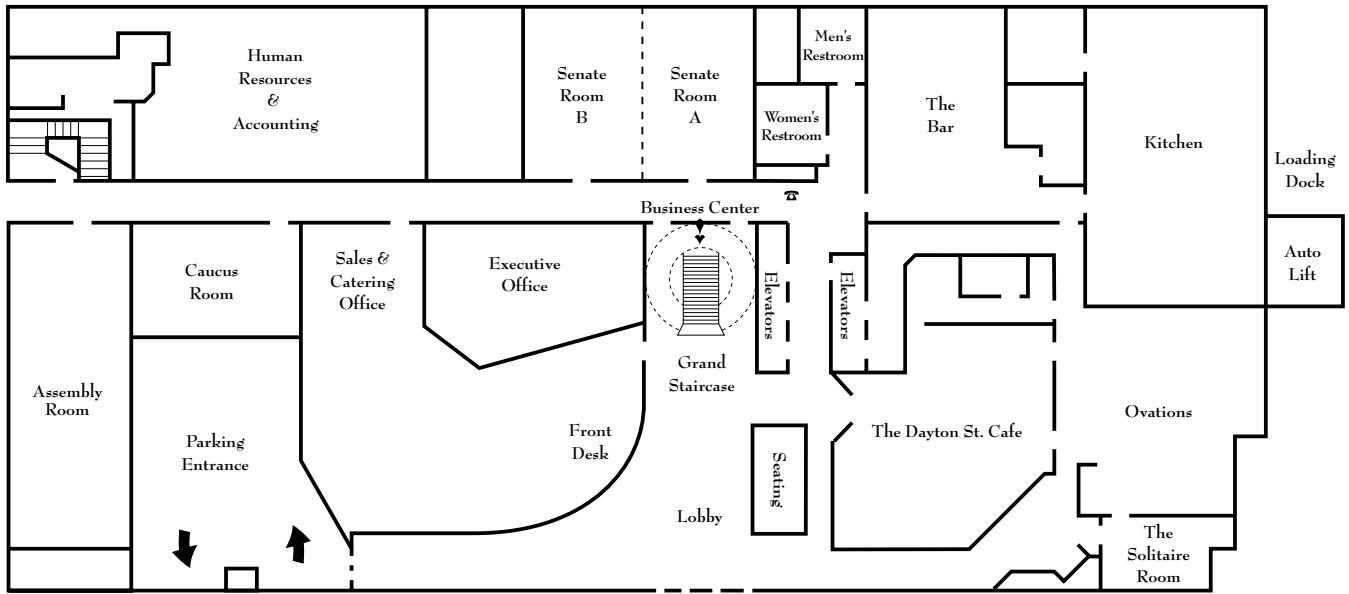 Human
Resources
&
Accounting
Senate
Room
B
Senate
Room
A
Men's
Restroom
Women's
Restroom
The
Bar
Kitchen
Loading
Dock
Business Center
Auto
Lift
Caucus
Room
Sales &
Catering
Office
Executive
Office
Elevators
Elevators
Grand
Staircase
Assembly
Room
Parking
Entrance
Front
Desk
The Dayton St. Cafe
Ovations
Seating
Lobby
The
Solitaire
Room